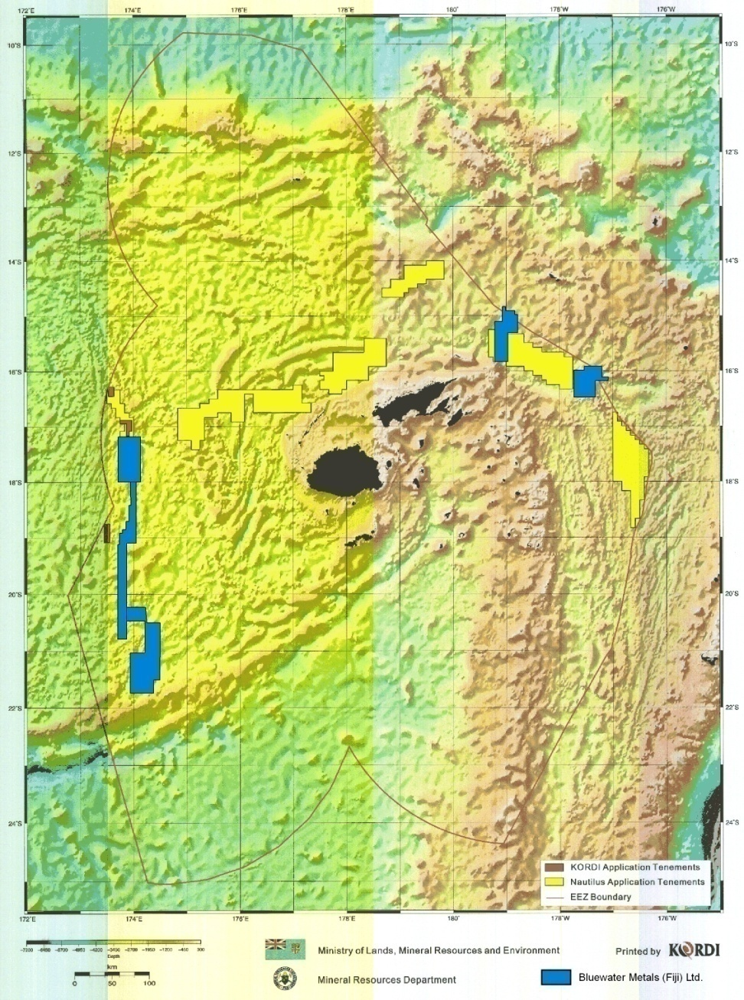 172˚E 174˚E 176˚E 178˚E 180˚ 178˚W 176˚W
10˚S 10˚S
12˚S 12˚S
14˚S 14˚S
16˚S 16˚S
18˚S 18˚S
20˚S 20˚S
22˚S 22˚S
24˚S 24˚S
KORDI Application Tenements
Nautilus Application Tenements
EEZ Boundary
172˚E 174˚E 176˚E 178˚E 180˚ 178˚W 176˚W
Depth
km
0 50 100
Ministry of Lands, Mineral Resources and Environment
Mineral Resources Department
Printed by KORDI
Bluewater Metals (Fiji) Ltd.